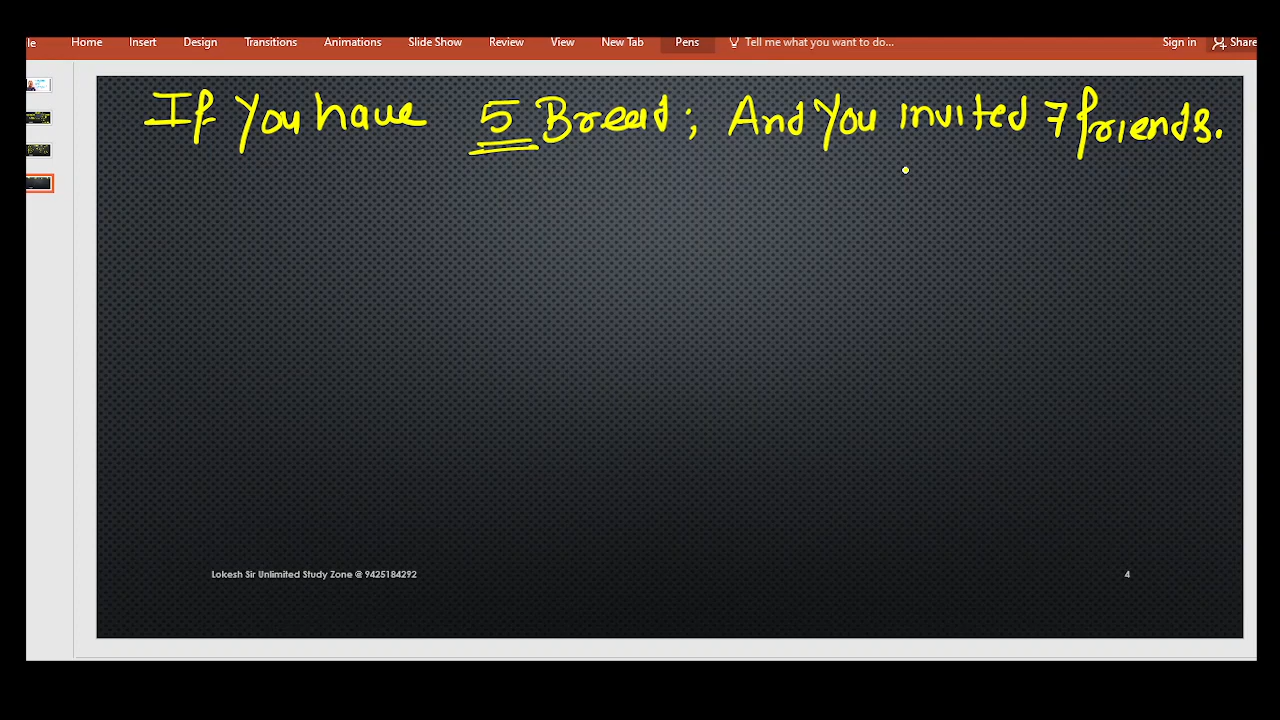 le Home Insert Design Transitions Animations Slide Show Review View New Tab Pens Tell me what you want to do... Sign in Share
If You have 5 Bread; And You invited 7 friends.
Lokesh Sir Unlimited Study Zone @ 9425184292 4